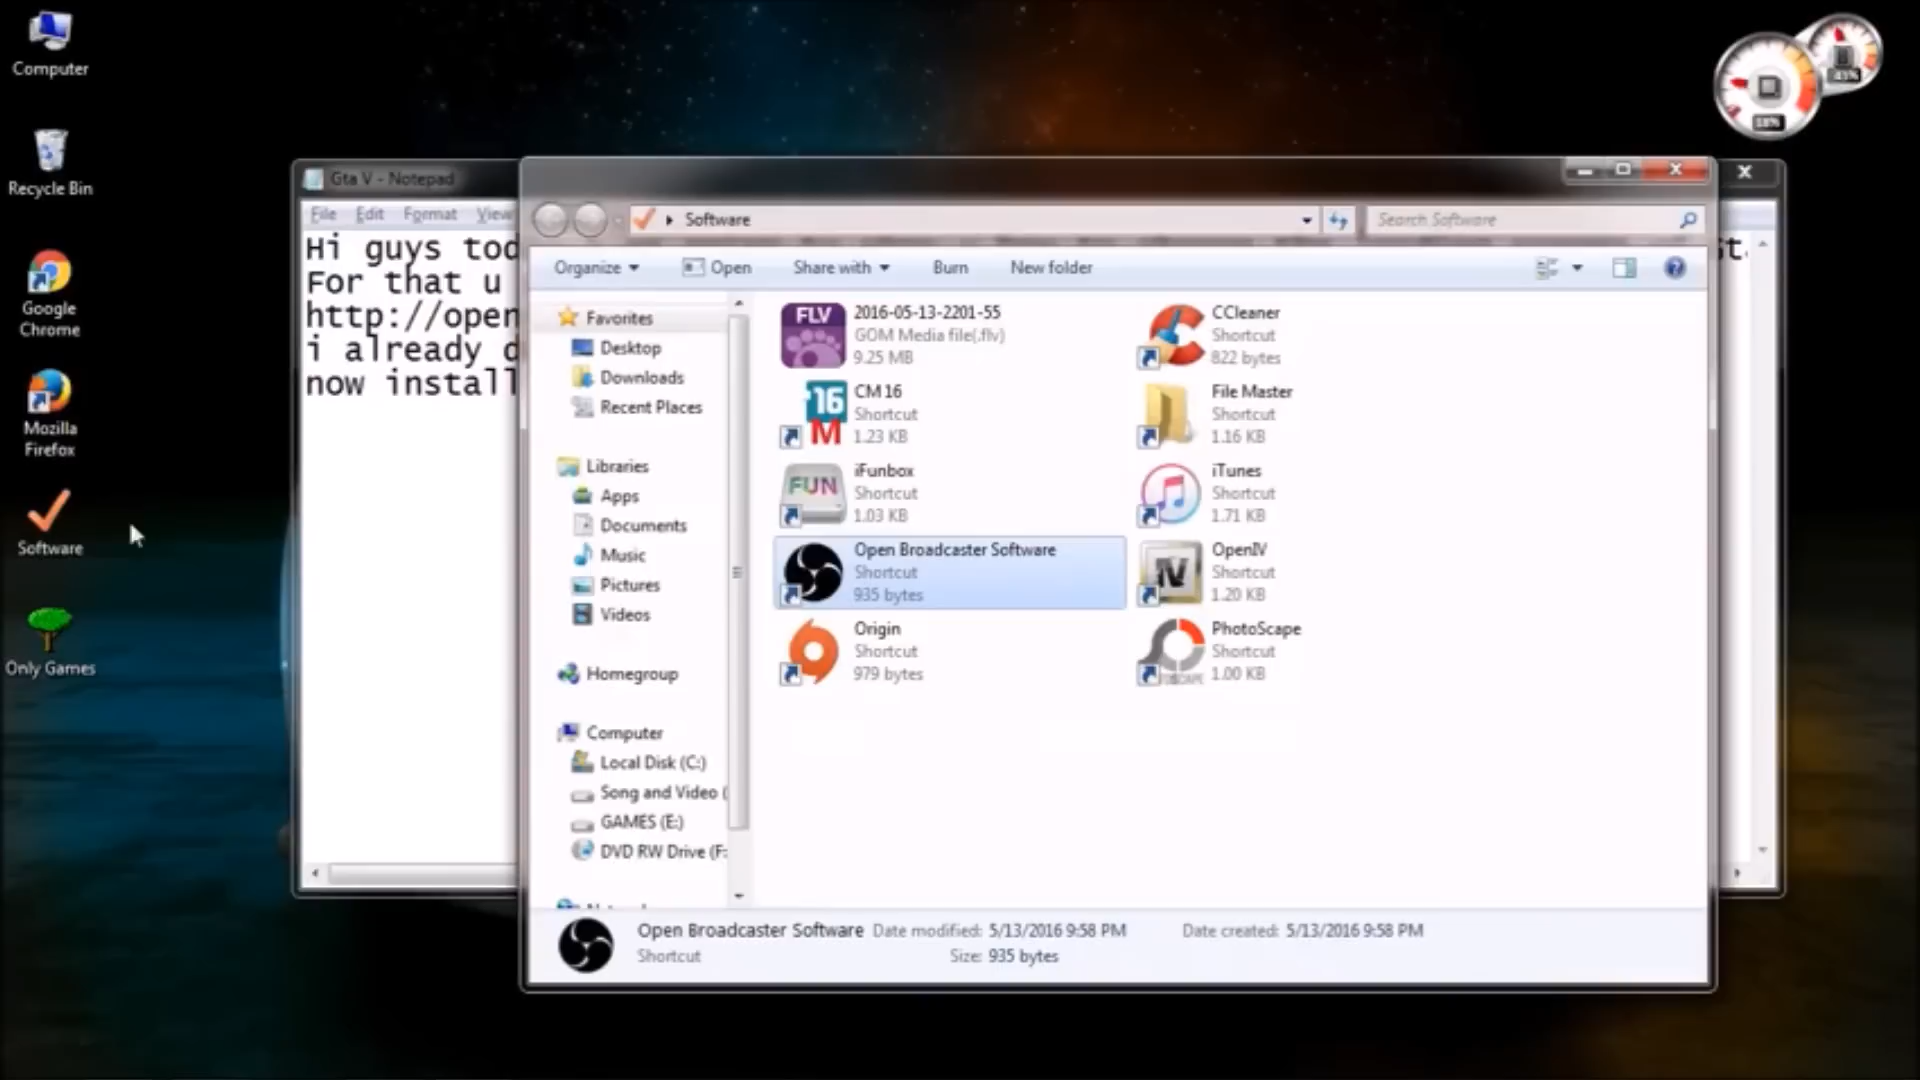 Computer
Recycle Bin
Google
Chrome
Mozilla
Firefox
Software
Only Games
18%
Gta V - Notepad
File Edit Format View
Hi guys tod
For that u
http://open
i already d
now install
Software
Search Software
Organize Open Share with Burn New folder
Favorites
Desktop
Downloads
Recent Places
Libraries
Apps
Documents
Music
Pictures
Videos
Homegroup
Computer
Local Disk (C:)
Song and Video (
GAMES (E:)
DVD RW Drive (F:
FLV
2016-05-13-2201-55
GOM Media file(.flv)
9.25 MB
CCleaner
Shortcut
822 bytes
'16
M
CM 16
Shortcut
1.23 KB
File Master
Shortcut
1.16 KB
FUN
iFunbox
Shortcut
1.03 KB
iTunes
Shortcut
1.71 KB
Open Broadcaster Software
Shortcut
935 bytes
IV
OpenIV
Shortcut
1.20 KB
Origin
Shortcut
979 bytes
PhotoScape
Shortcut
1.00 KB
Open Broadcaster Software Date modified: 5/13/2016 9:58 PM Date created: 5/13/2016 9:58 PM
Shortcut Size: 935 bytes